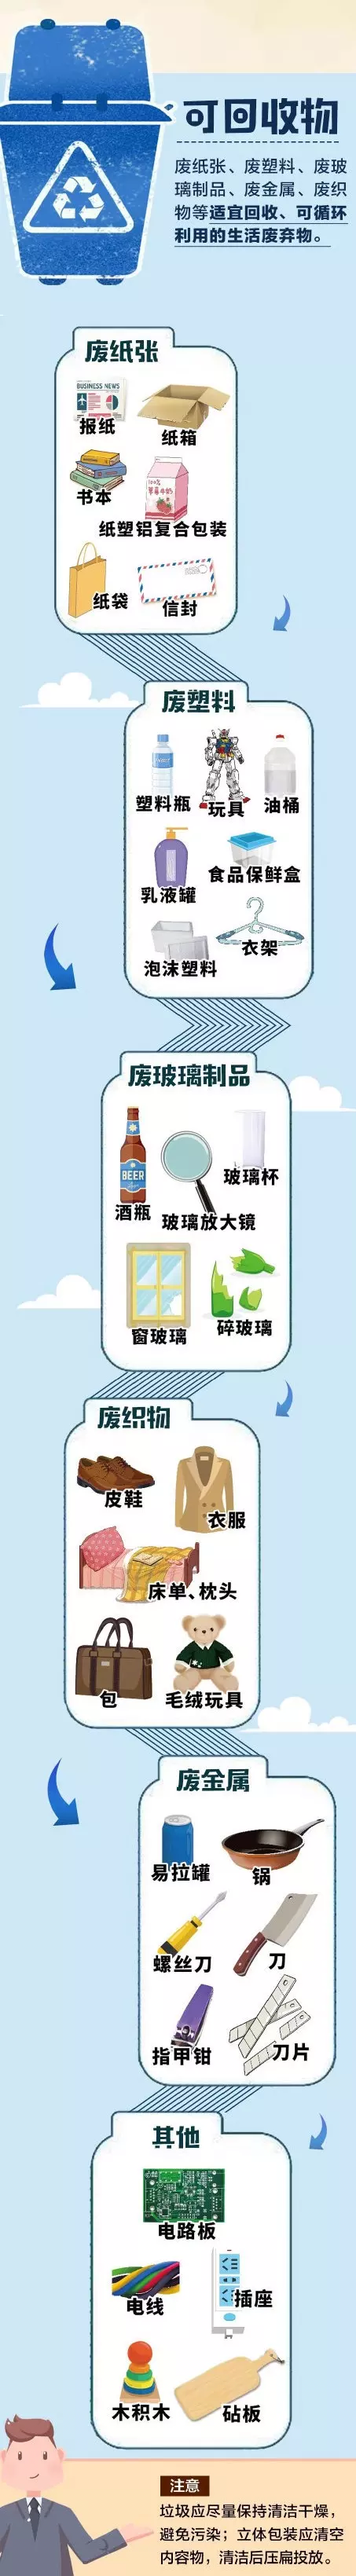 可回收物
废纸张、废塑料、废玻
璃制品、废金属、废织
物等适宜回收、可循环
利用的生活废弃物。
废纸张
BUSINESS NEWS
报纸
纸箱
书本
100%
草莓牛奶
纸塑铝复合包装
纸袋
信封
废塑料
塑料瓶
玩具
油桶
乳液罐
食品保鲜盒
泡沫塑料
衣架
废玻璃制品
BEER
酒瓶
玻璃放大镜
玻璃杯
窗玻璃
碎玻璃
废织物
皮鞋
衣服
床单、枕头
包
毛绒玩具
废金属
易拉罐
锅
螺丝刀
刀
指甲钳
刀片
其他
电路板
电线
插座
木积木
砧板
注意
垃圾应尽量保持清洁干燥，
避免污染；立体包装应清空
内容物，清洁后压扁投放。